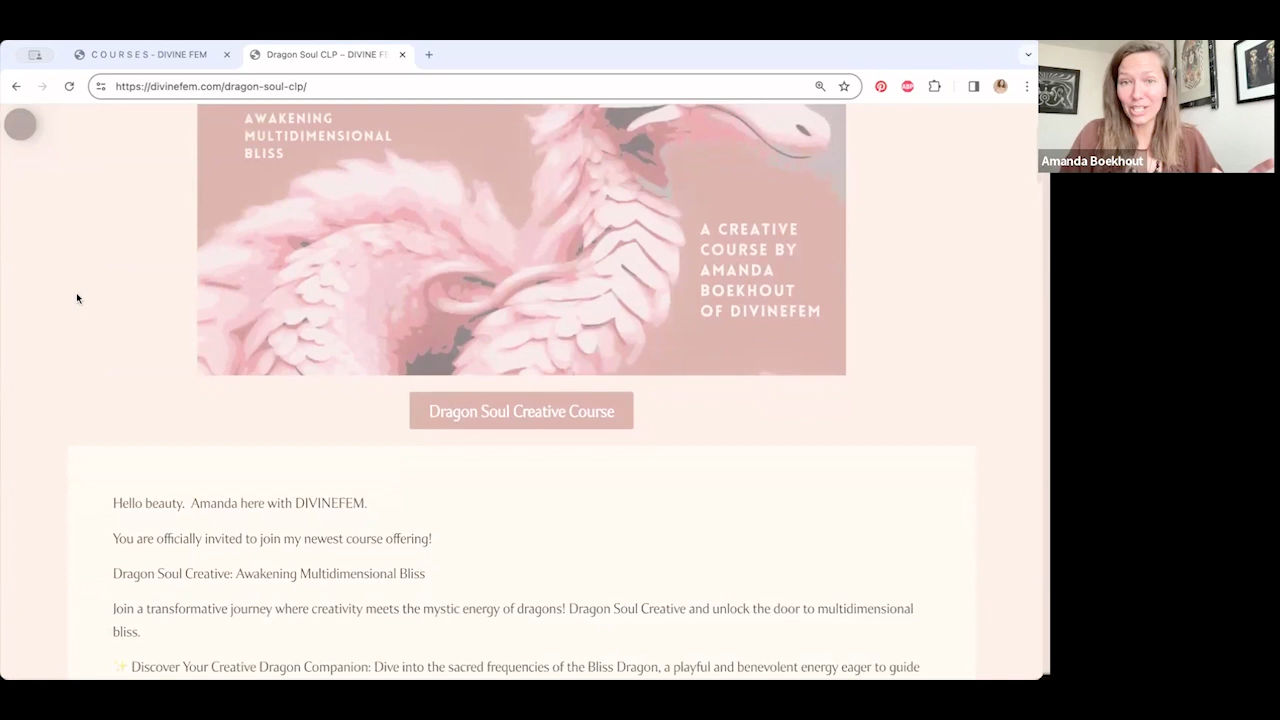 C O U R S E S - DIVINE FEM
Dragon Soul CLP – DIVINE FE
https://divinefem.com/dragon-soul-clp/
ABP
Amanda Boekhout
AWAKENING
MULTIDIMENSIONAL
BLISS
A CREATIVE
COURSE BY
AMANDA
BOEKHOUT
OF DIVINEFEM
Dragon Soul Creative Course
Hello beauty. Amanda here with DIVINEFEM.
You are officially invited to join my newest course offering!
Dragon Soul Creative: Awakening Multidimensional Bliss
Join a transformative journey where creativity meets the mystic energy of dragons! Dragon Soul Creative and unlock the door to multidimensional
bliss.
✨ Discover Your Creative Dragon Companion: Dive into the sacred frequencies of the Bliss Dragon, a playful and benevolent energy eager to guide